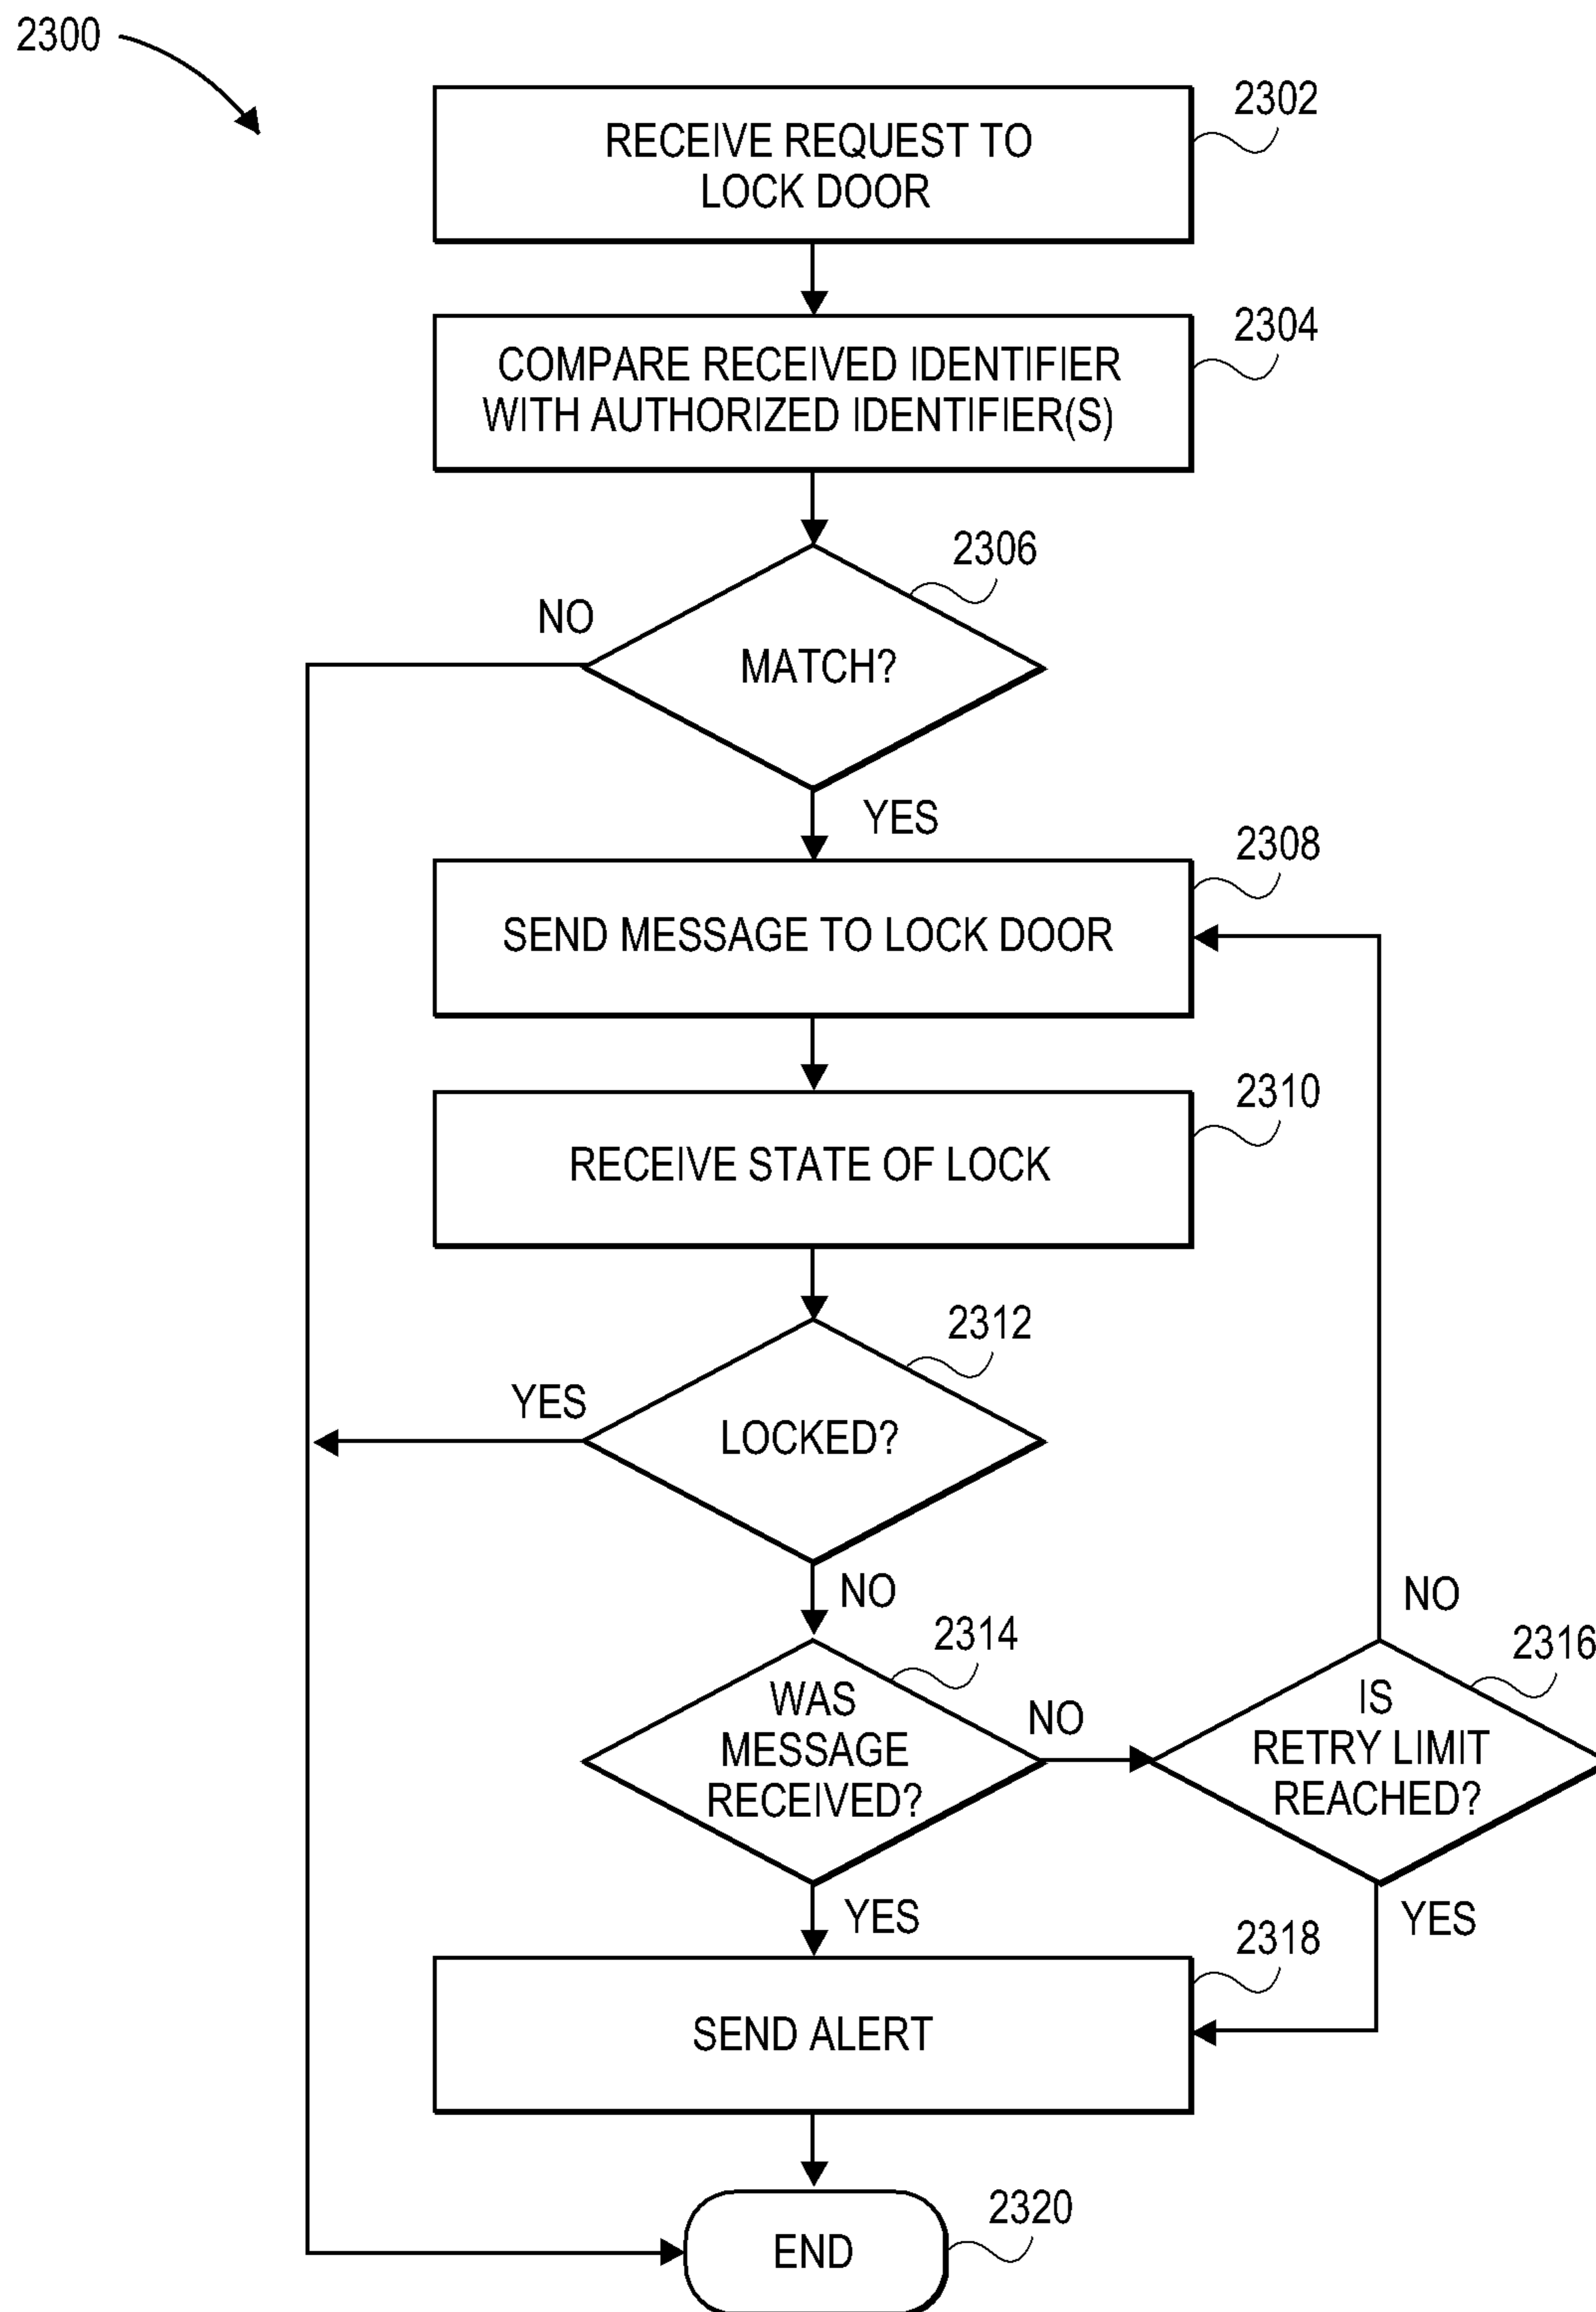 2300
2302
RECEIVE REQUEST TO
LOCK DOOR
2304
COMPARE RECEIVED IDENTIFIER
WITH AUTHORIZED IDENTIFIER(S)
2306
NO
MATCH?
YES
2308
SEND MESSAGE TO LOCK DOOR
2310
RECEIVE STATE OF LOCK
2312
YES
LOCKED?
NO
2314
WAS
MESSAGE
RECEIVED?
NO
NO
2316
IS
RETRY LIMIT
REACHED?
YES
YES
2318
SEND ALERT
2320
END